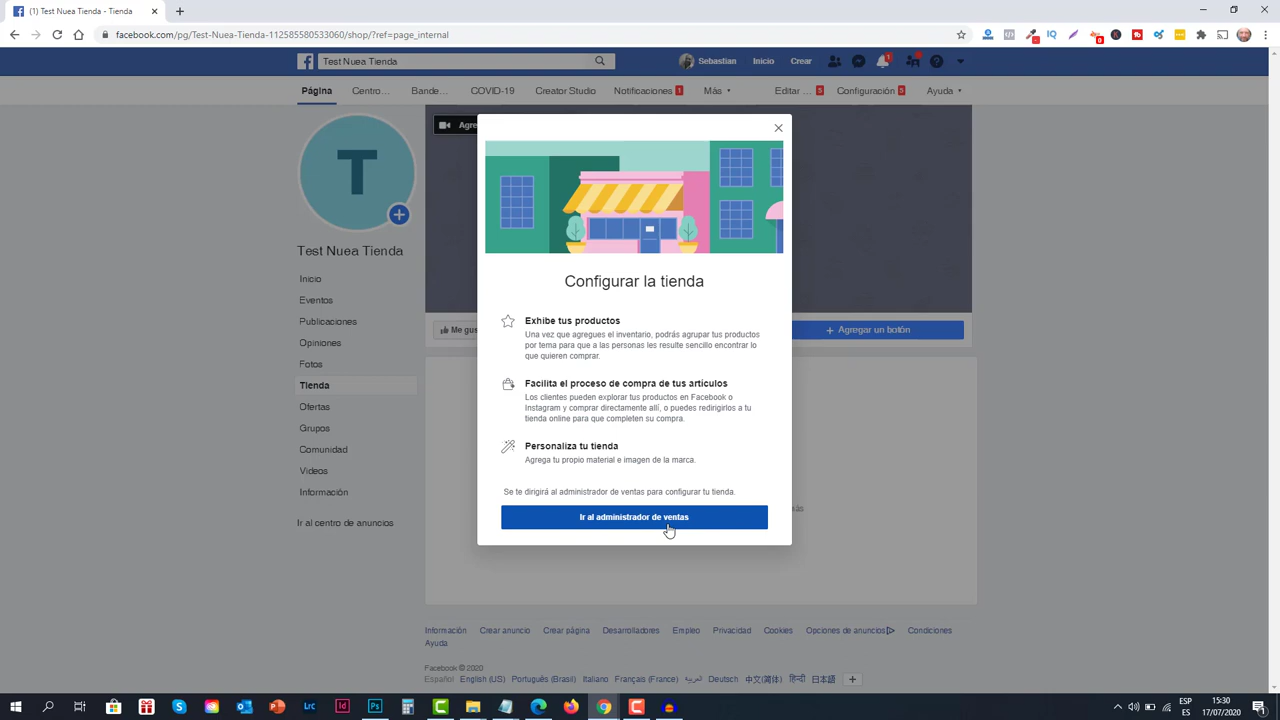 (1) Test Nuea Tienda - Tienda
facebook.com/pg/Test-Nuea-Tienda-112585580533060/shop/?ref=page_internal
Test Nuea Tienda
Sebastian
Inicio
Crear
1
Página
Centro...
Bande...
COVID-19
Creator Studio
Notificaciones 1
Más
Editar ... 5
Configuración 5
Ayuda
T
Agre
Test Nuea Tienda
Inicio
Eventos
Publicaciones
Opiniones
Fotos
Tienda
Ofertas
Grupos
Comunidad
Videos
Información
Ir al centro de anuncios
Me gus
+ Agregar un botón
Configurar la tienda
Exhibe tus productos
Una vez que agregues el inventario, podrás agrupar tus productos
por tema para que a las personas les resulte sencillo encontrar lo
que quieren comprar.
Facilita el proceso de compra de tus artículos
Los clientes pueden explorar tus productos en Facebook o
Instagram y comprar directamente allí, o puedes redirigirlos a tu
tienda online para que completen su compra.
Personaliza tu tienda
Agrega tu propio material e imagen de la marca.
Se te dirigirá al administrador de ventas para configurar tu tienda.
Ir al administrador de ventas
más
Información
Crear anuncio
Crear página
Desarrolladores
Empleo
Privacidad
Cookies
Opciones de anuncios
Condiciones
Ayuda
Facebook © 2020
Español
English (US)
Português (Brasil)
Italiano
Français (France)
العربية
Deutsch
中文(简体)
हिन्दी
日本語
ESP
ES
15:30
17/07/2020